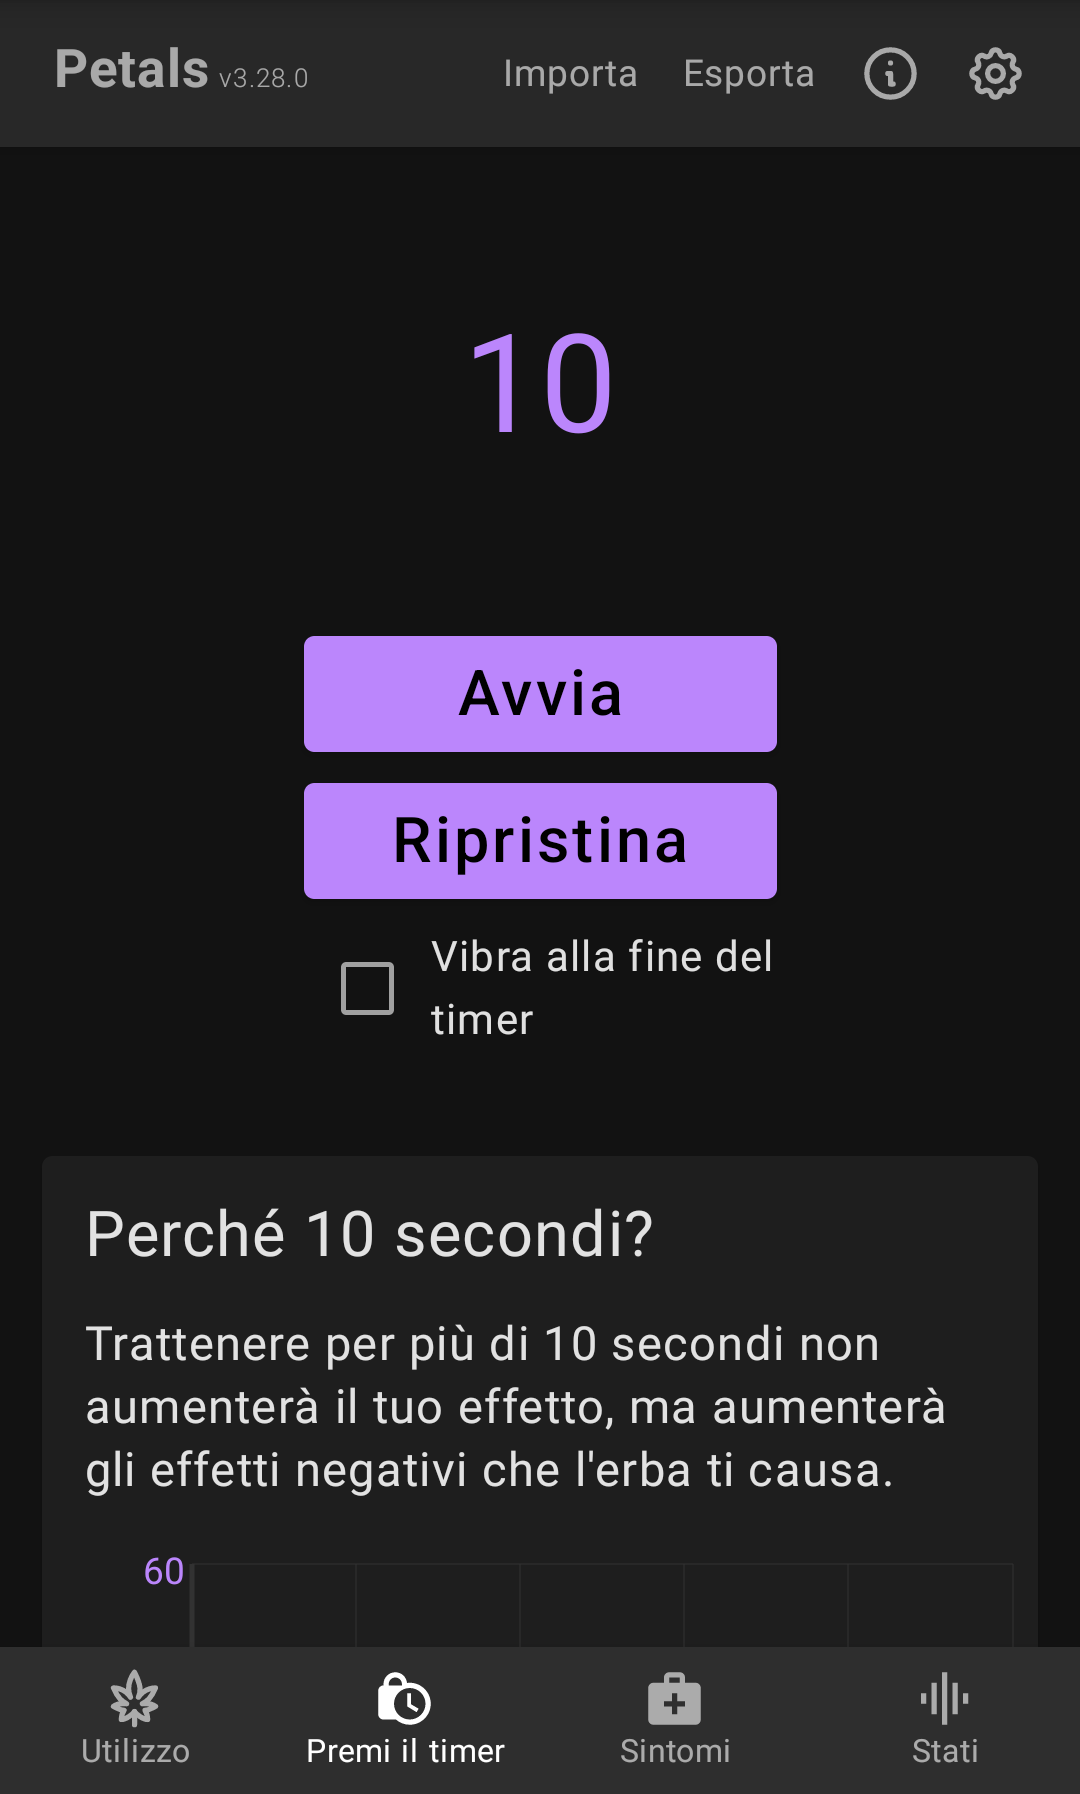 Petals v3.28.0 Importa Esporta
10
Avvia
Ripristina
Vibra alla fine del
timer
Perché 10 secondi?
Trattenere per più di 10 secondi non
aumenterà il tuo effetto, ma aumenterà
gli effetti negativi che l'erba ti causa.
60
Utilizzo Premi il timer Sintomi Stati